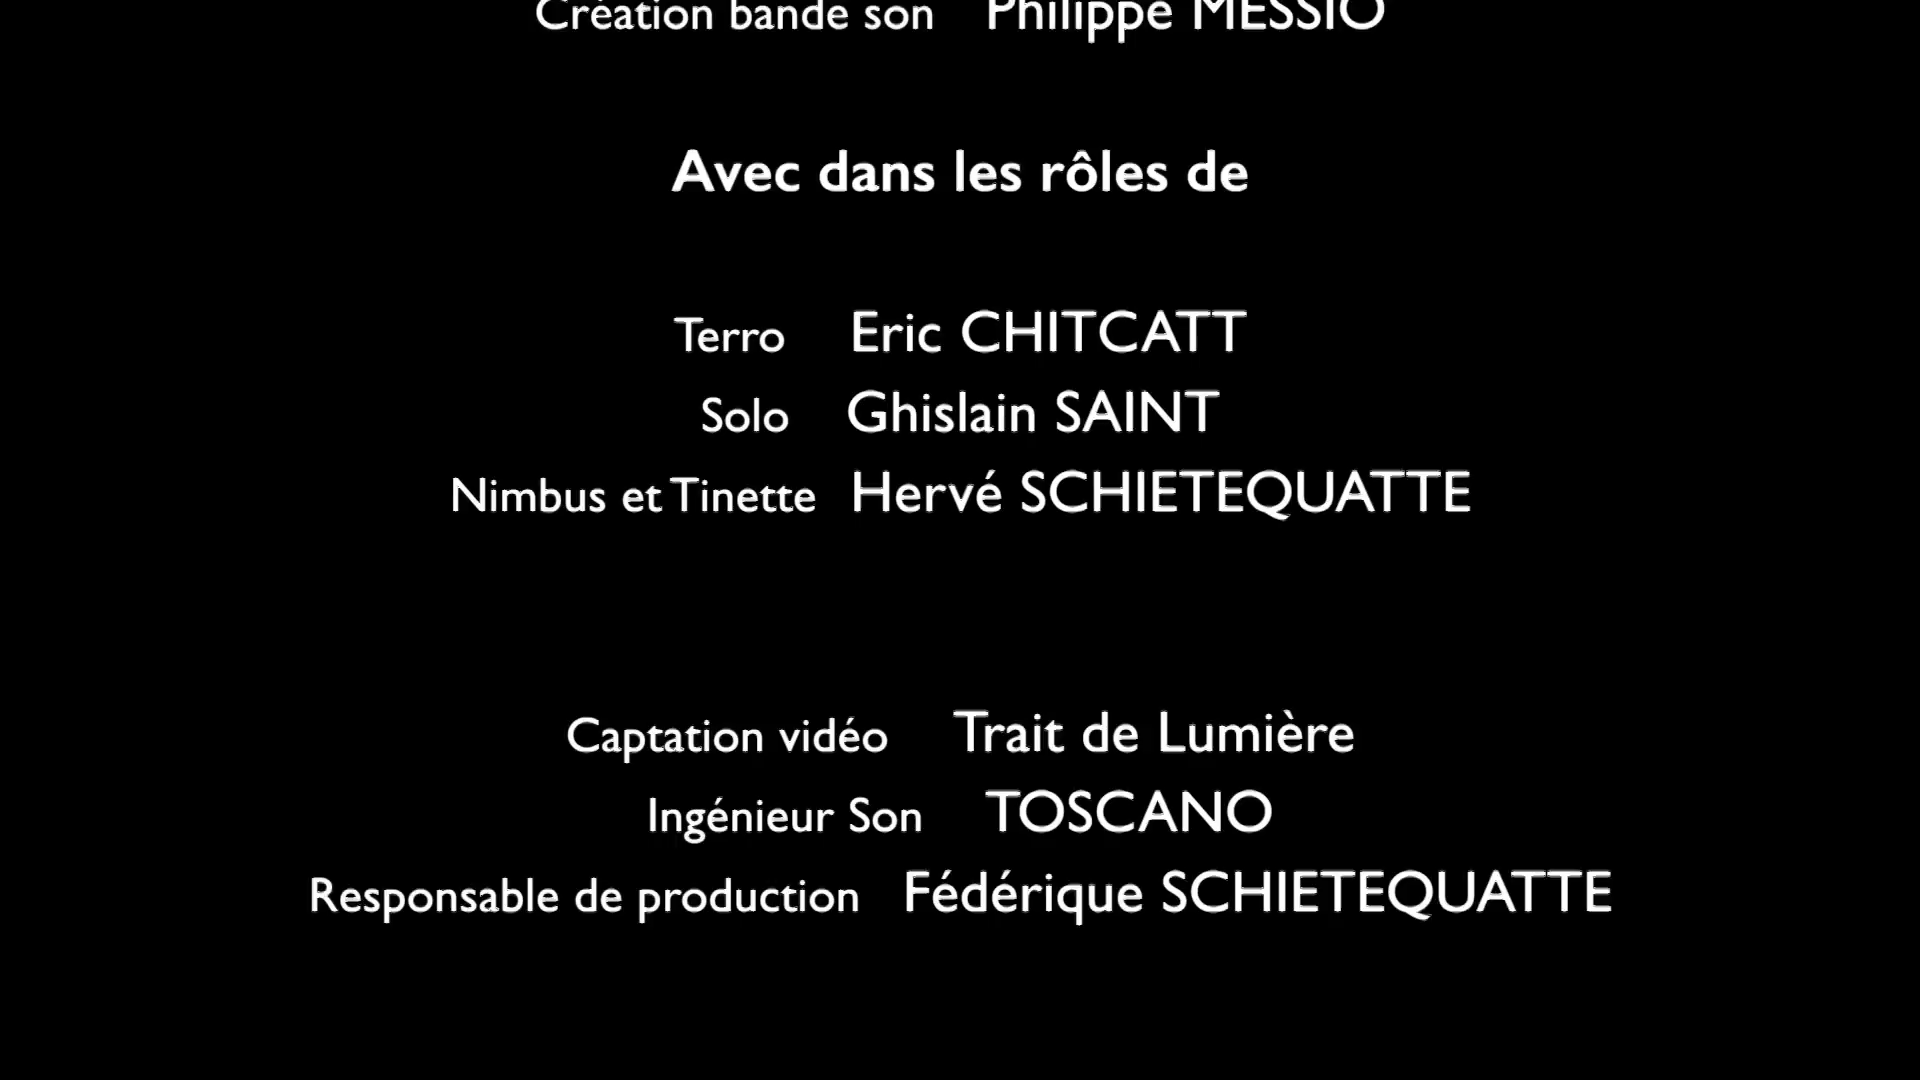 Création bande son Philippe MESSIO
Avec dans les rôles de
Terro Eric CHITCATT
Solo Ghislain SAINT
Nimbus et Tinette Hervé SCHIETEQUATTE
Captation vidéo Trait de Lumière
Ingénieur Son TOSCANO
Responsable de production Fédérique SCHIETEQUATTE